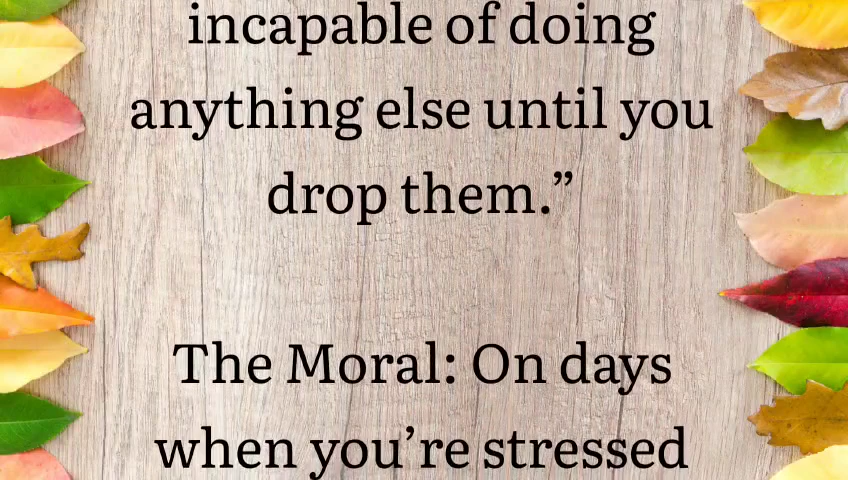 incapable of doing
anything else until you
drop them.”
The Moral: On days
when you’re stressed